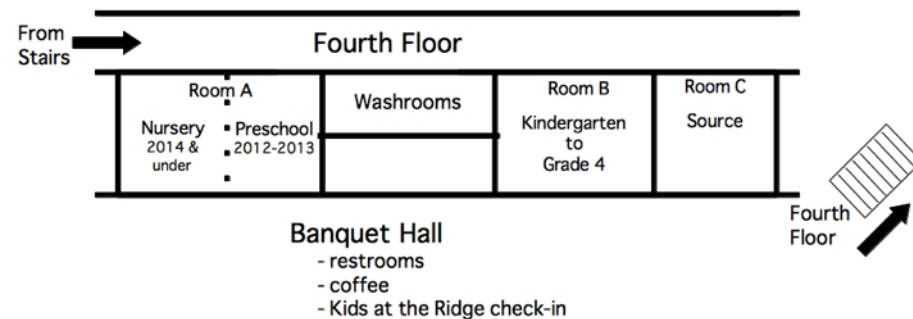 From
Stairs
Fourth Floor
Room A
Nursery
2014 &
under
Preschool
2012-2013
Washrooms
Room B
Kindergarten
to
Grade 4
Room C
Source
Fourth
Floor
Banquet Hall
- restrooms
- coffee
- Kids at the Ridge check-in